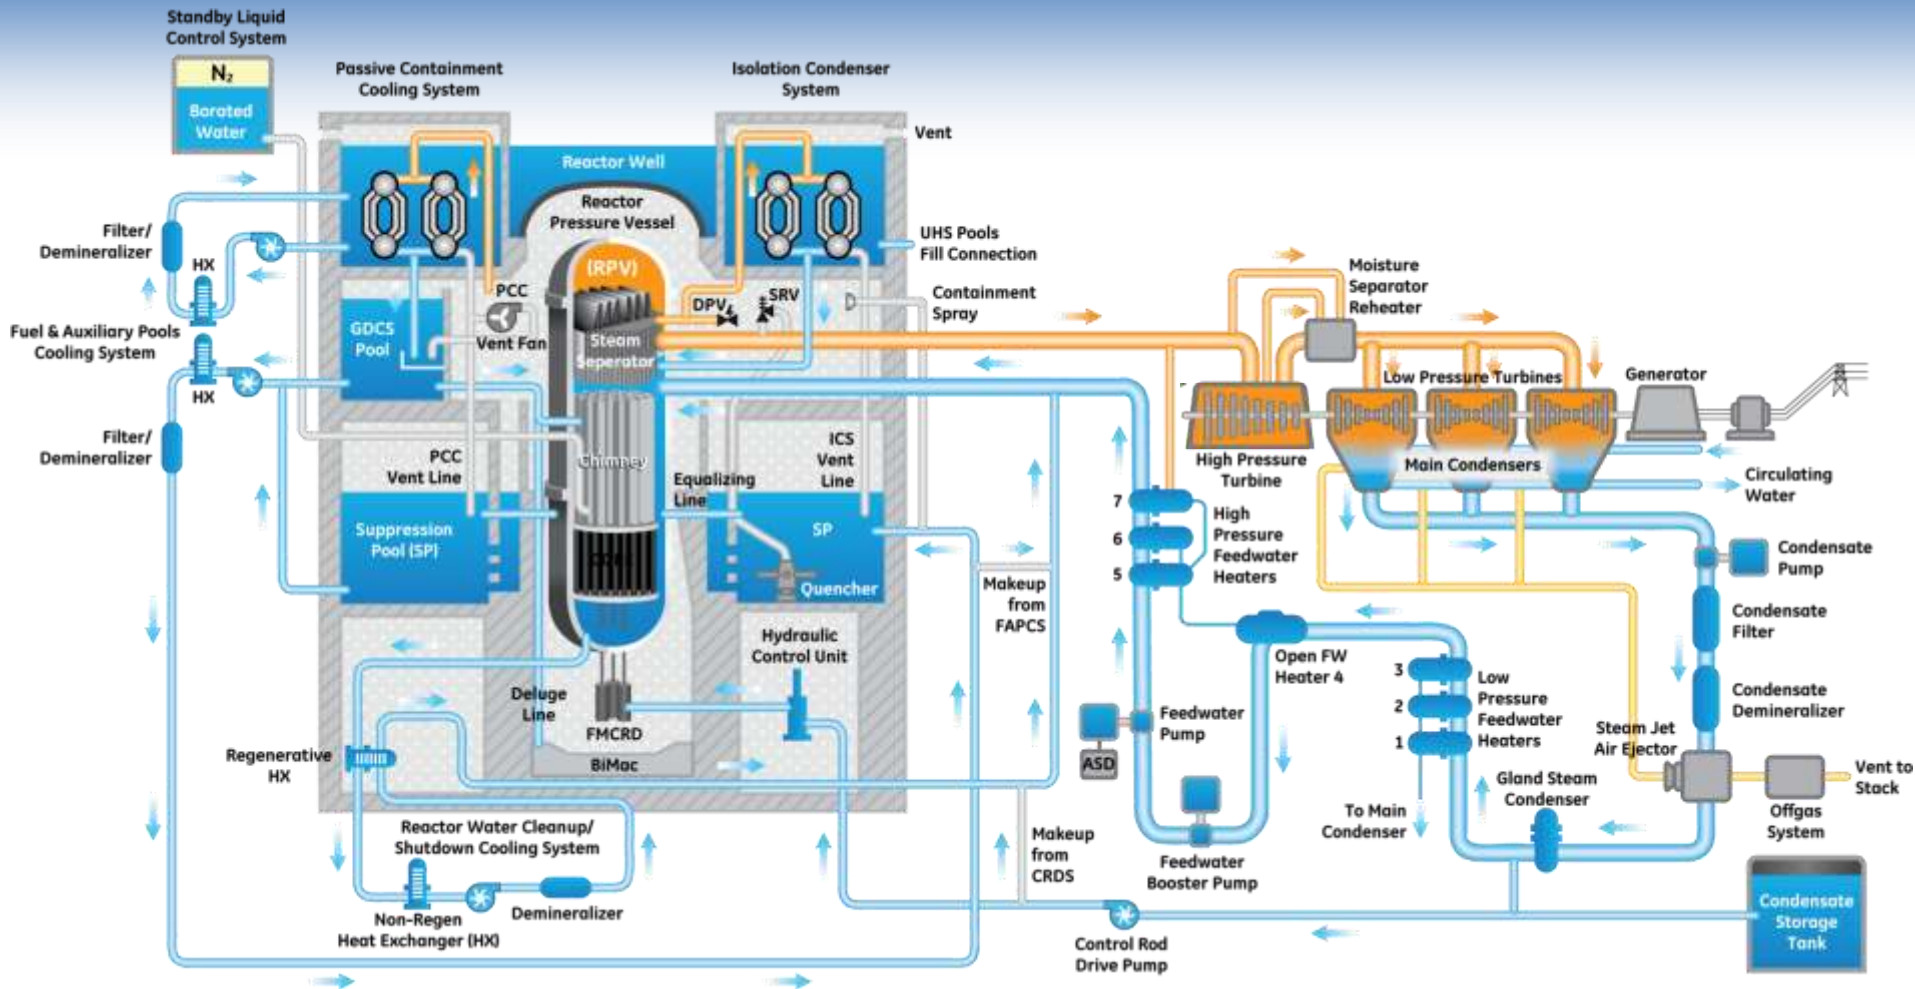 Standby Liquid
Control System
N₂
Borated
Water
Passive Containment
Cooling System
Isolation Condenser
System
Vent
Reactor Well
Reactor
Pressure Vessel
(RPV)
UHS Pools
Fill Connection
Filter/
Demineralizer
HX
Fuel & Auxiliary Pools
Cooling System
HX
Filter/
Demineralizer
PCC
Vent Fan
GDCS
Pool
DPV
SRV
Containment
Spray
Steam
Seperator
Chimney
PCC
Vent Line
ICS
Vent
Line
Equalizing
Line
Suppression
Pool (SP)
SP
Quencher
Moisture
Separator
Reheater
Low Pressure Turbines
Generator
High Pressure
Turbine
Main Condensers
Circulating
Water
7
6
5
High
Pressure
Feedwater
Heaters
Condensate
Pump
Condensate
Filter
Condensate
Demineralizer
Makeup
from
FAPCS
Hydraulic
Control Unit
Open FW
Heater 4
3
2
1
Low
Pressure
Feedwater
Heaters
Deluge
Line
FMCRD
BiMac
Regenerative
HX
Feedwater
Pump
ASD
Steam Jet
Air Ejector
Gland Steam
Condenser
Vent to
Stack
Offgas
System
To Main
Condenser
Reactor Water Cleanup/
Shutdown Cooling System
Makeup
from
CRDS
Feedwater
Booster Pump
Non-Regen
Heat Exchanger (HX)
Demineralizer
Control Rod
Drive Pump
Condensate
Storage
Tank